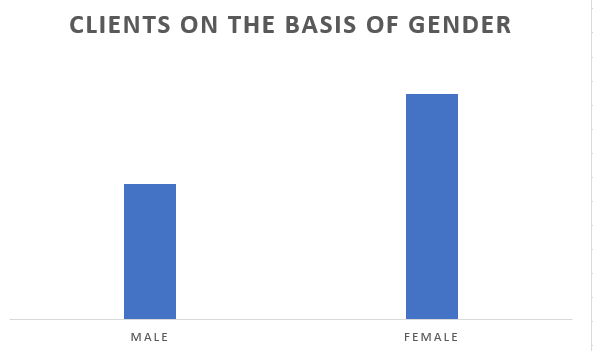 CLIENTS ON THE BASIS OF GENDER
MALE
FEMALE